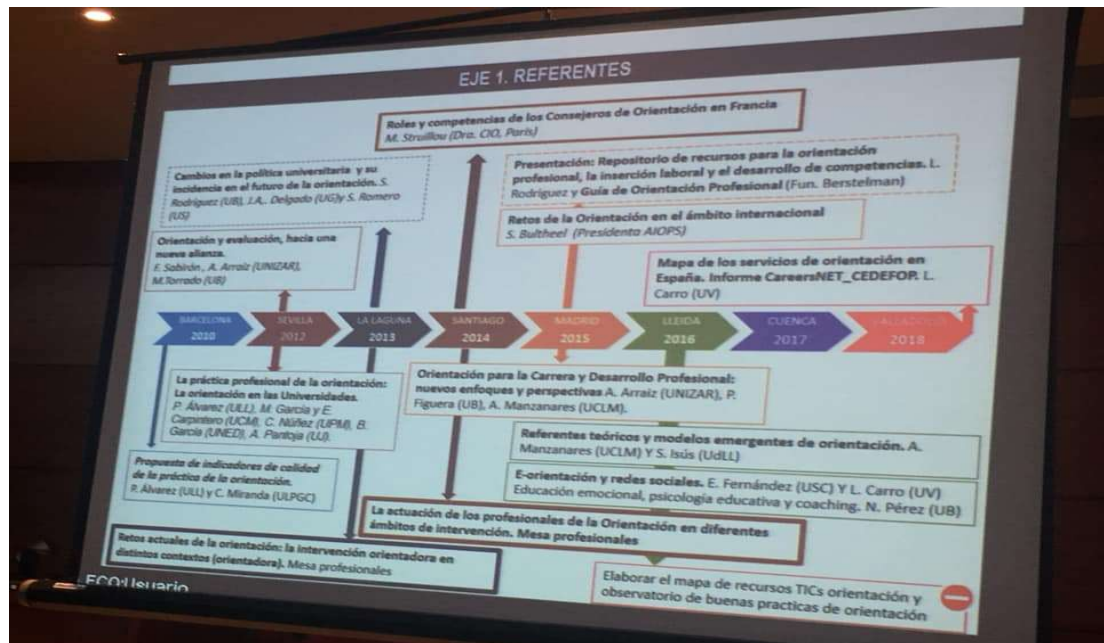 EJE 1. REFERENTES
Roles y competencias de los Consejeros de Orientación en Francia
M. Struillou (Dra. CIO, París)
Cambios en la política universitaria y su
incidencia en el futuro de la orientación. S.
Rodríguez (UB), J.A,. Delgado (UG)y S. Romero
(US)
Presentación: Repositorio de recursos para la orientación
profesional, la inserción laboral y el desarrollo de competencias. L.
Rodríguez y Guía de Orientación Profesional (Fun. Berstelman)
Orientación y evaluación, hacia una
nueva alianza.
F. Sabirón, A. Arraiz (UNIZAR),
M.Torrado (UB)
Retos de la Orientación en el ámbito internacional
S. Bultheel (Presidenta AIOPS)
Mapa de los servicios de orientación en
España. Informe CareersNET_CEDEFOP. L.
Carro (UV)
BARCELONA
2010
SEVILLA
2012
LA LAGUNA
2013
SANTIAGO
2014
MADRID
2015
LLEIDA
2016
CUENCA
2017
2018
La práctica profesional de la orientación:
La orientación en las Universidades.
P. Álvarez (ULL), M. García y E.
Carpintero (UCM), C. Núñez (UPM), B.
García (UNED), A. Pantoja (UJ).
Orientación para la Carrera y Desarrollo Profesional:
nuevos enfoques y perspectivas A. Arraiz (UNIZAR), P.
Figuera (UB), A. Manzanares (UCLM).
Referentes teóricos y modelos emergentes de orientación. A.
Manzanares (UCLM) Y S. Isús (UdLL)
Propuesta de indicadores de calidad
de la práctica de la orientación.
P. Álvarez (ULL) y C. Miranda (ULPGC)
E-orientación y redes sociales. E. Fernández (USC) Y L. Carro (UV)
Educación emocional, psicología educativa y coaching. N. Pérez (UB)
La actuación de los profesionales de la Orientación en diferentes
ámbitos de intervención. Mesa profesionales
Retos actuales de la orientación: la intervención orientadora en
distintos contextos (orientadora). Mesa profesionales
Elaborar el mapa de recursos TICs orientación y
observatorio de buenas practicas de orientación
ECO:Usuario